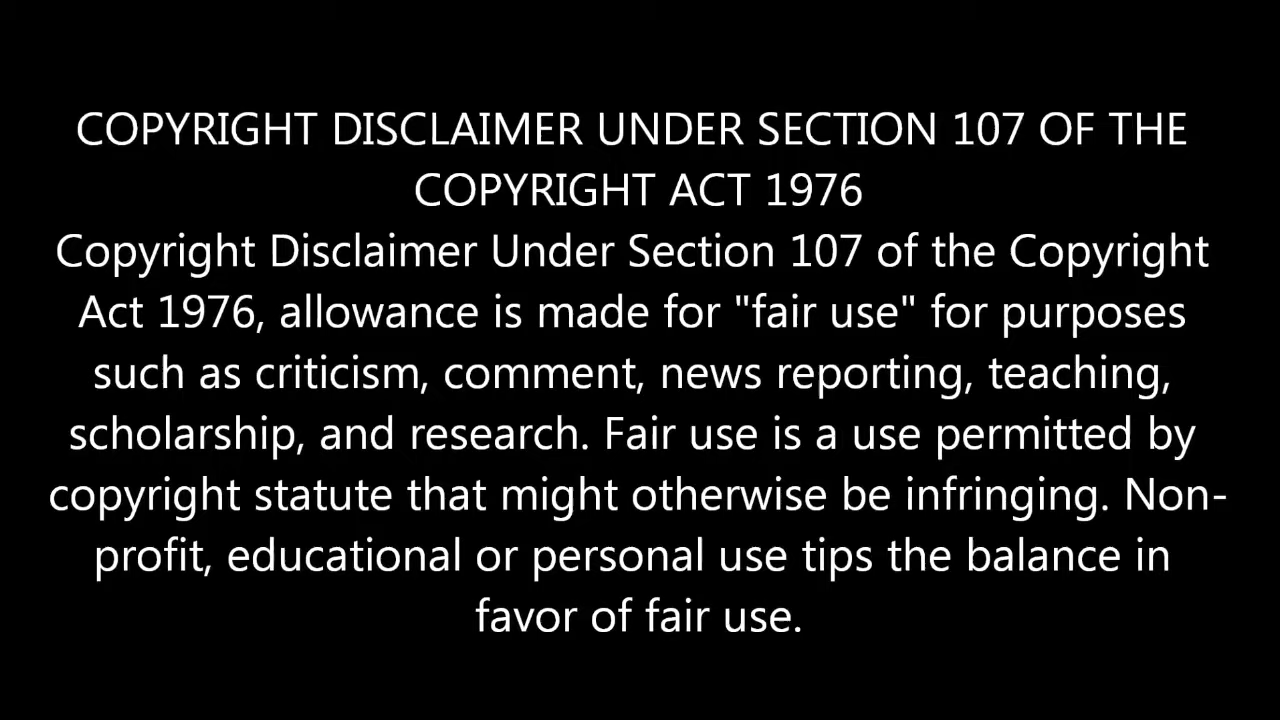 COPYRIGHT DISCLAIMER UNDER SECTION 107 OF THE
COPYRIGHT ACT 1976
Copyright Disclaimer Under Section 107 of the Copyright
Act 1976, allowance is made for "fair use" for purposes
such as criticism, comment, news reporting, teaching,
scholarship, and research. Fair use is a use permitted by
copyright statute that might otherwise be infringing. Non-
profit, educational or personal use tips the balance in
favor of fair use.